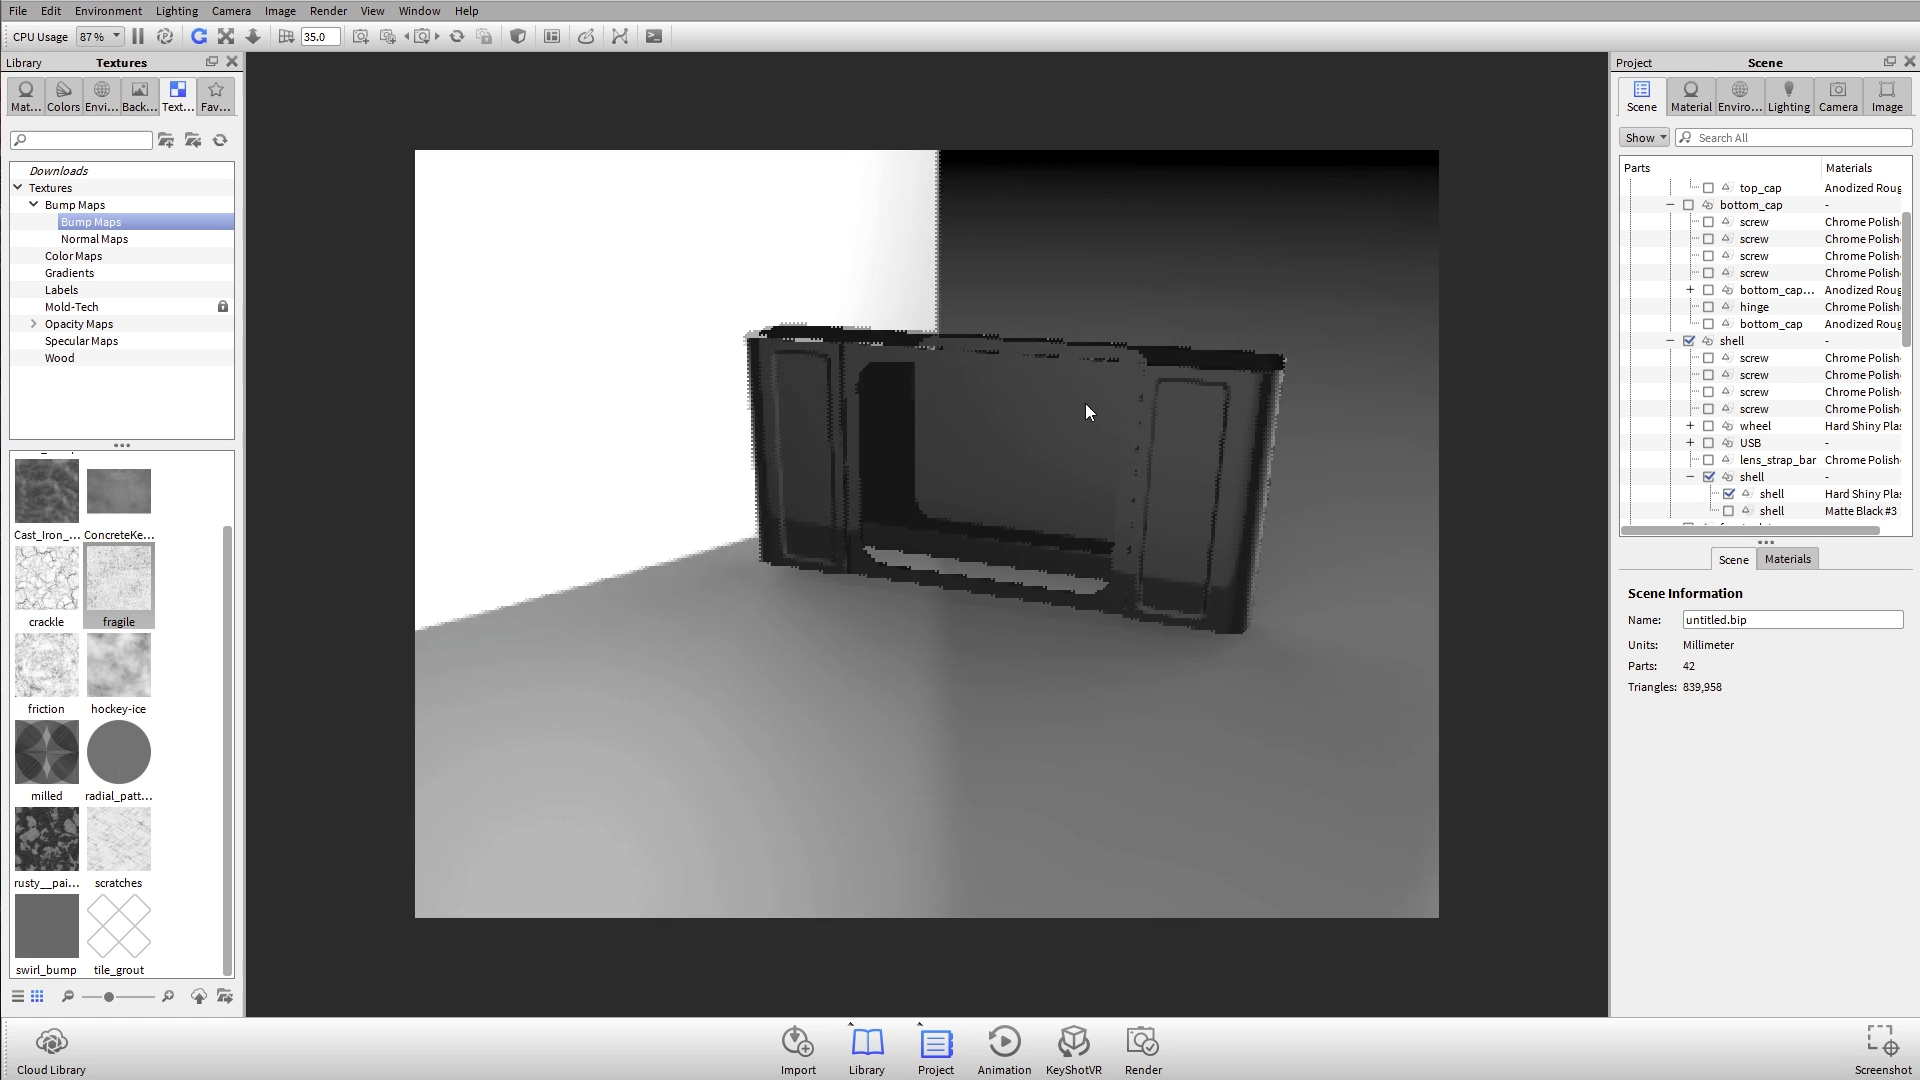 File Edit Environment Lighting Camera Image Render View Window Help
CPU Usage 87 % 35.0
Library Textures
Mat... Colors Envi... Back... Text... Fav...
Downloads
Textures
Bump Maps
Bump Maps
Normal Maps
Color Maps
Gradients
Labels
Mold-Tech
Opacity Maps
Specular Maps
Wood
Cast_Iron_... ConcreteKe...
crackle fragile
friction hockey-ice
milled radial_patt...
rusty__pai... scratches
swirl_bump tile_grout
Project Scene
Scene Material Enviro... Lighting Camera Image
Show Search All
Parts Materials
top_cap Anodized Roug
bottom_cap -
screw Chrome Polish
screw Chrome Polish
screw Chrome Polish
screw Chrome Polish
bottom_cap... Anodized Roug
hinge Chrome Polish
bottom_cap Anodized Roug
shell -
screw Chrome Polish
screw Chrome Polish
screw Chrome Polish
screw Chrome Polish
wheel Hard Shiny Plas
USB -
lens_strap_bar Chrome Polish
shell -
shell Hard Shiny Plas
shell Matte Black #3
Scene Materials
Scene Information
Name: untitled.bip
Units: Millimeter
Parts: 42
Triangles: 839,958
Cloud Library Import Library Project Animation KeyShotVR Render Screenshot